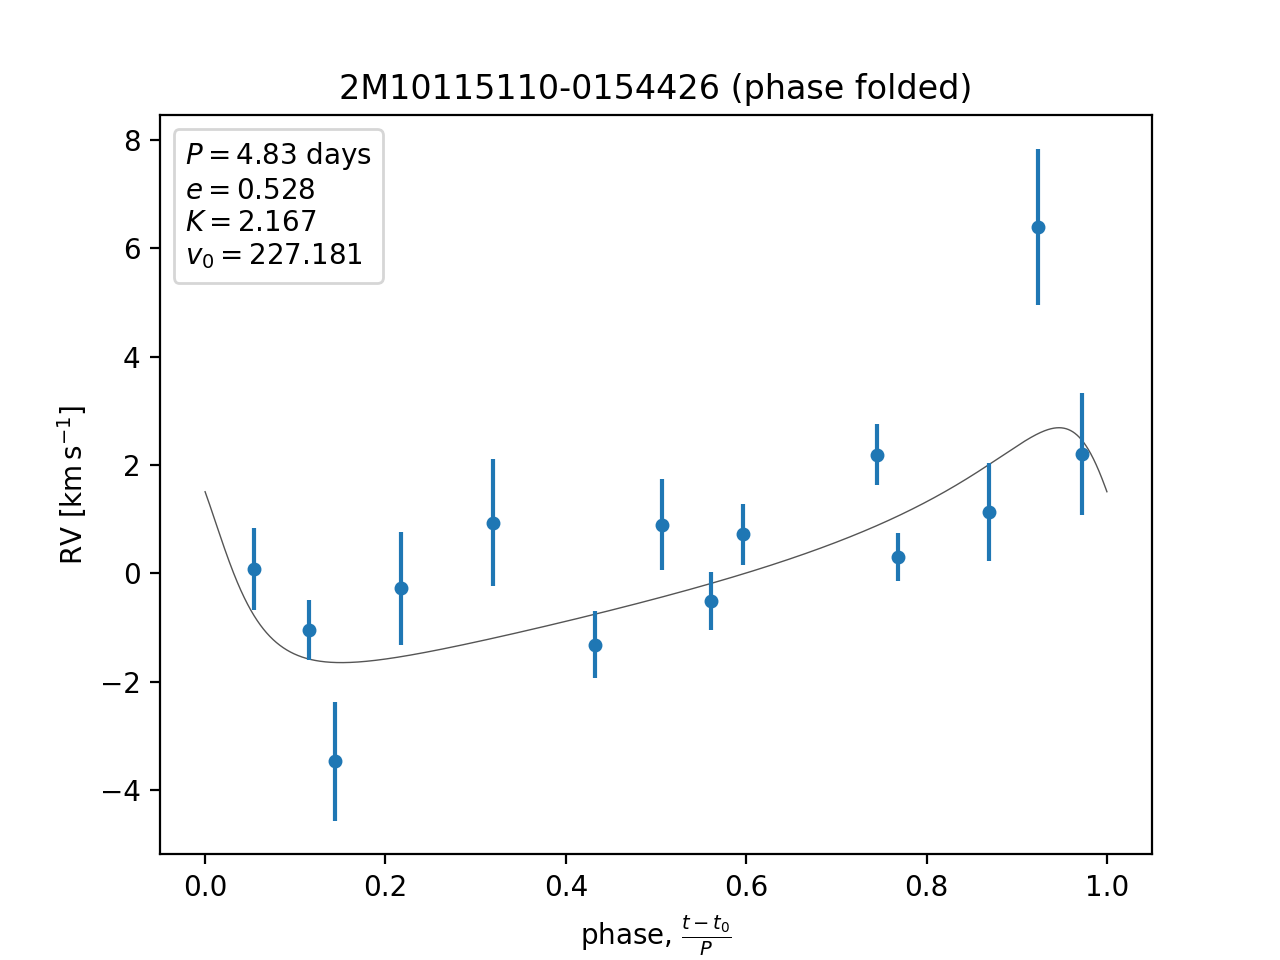 2M10115110-0154426 (phase folded)
P = 4.83 days
e = 0.528
K = 2.167
v₀ = 227.181
8
6
4
2
0
−2
−4
RV [km s⁻¹]
0.0 0.2 0.4 0.6 0.8 1.0
phase, (t − t₀)/P